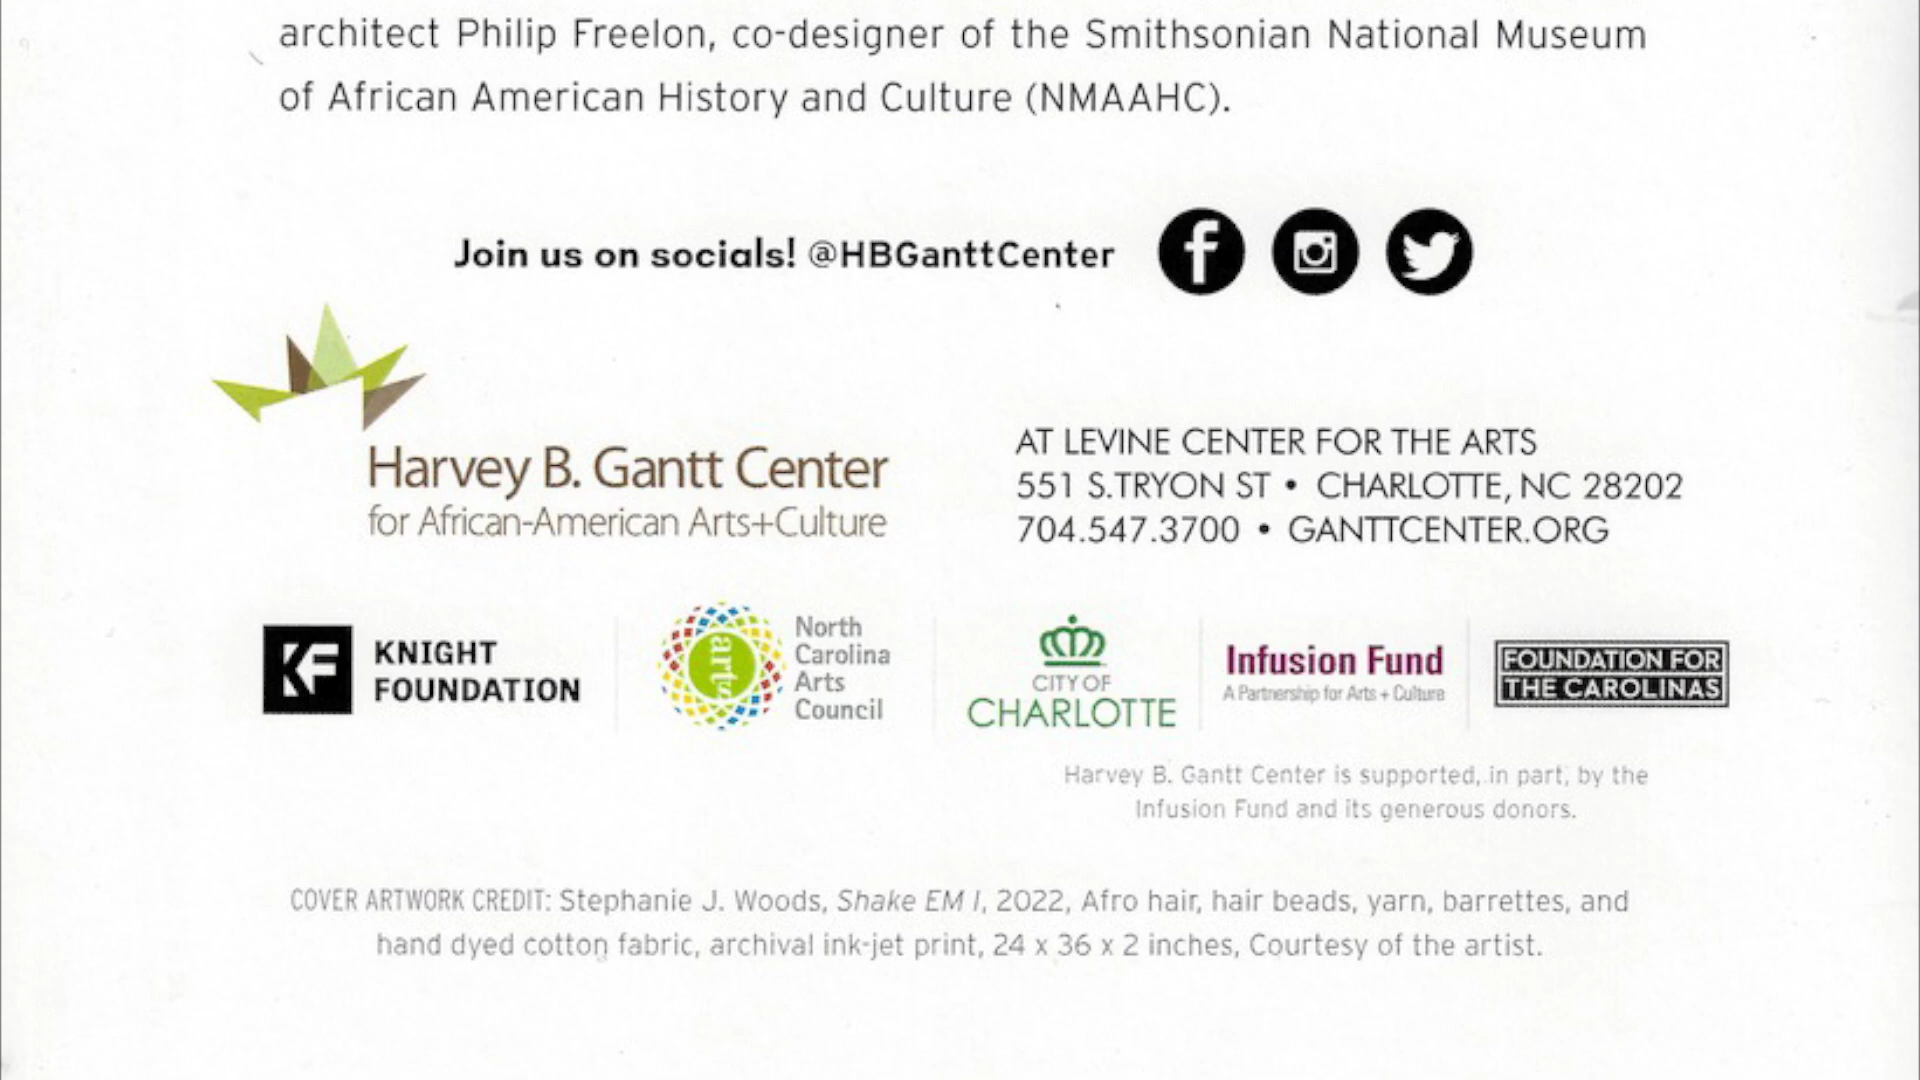 architect Philip Freelon, co-designer of the Smithsonian National Museum
of African American History and Culture (NMAAHC).
Join us on socials! @HBGanttCenter
Harvey B. Gantt Center
for African-American Arts+Culture
AT LEVINE CENTER FOR THE ARTS
551 S.TRYON ST • CHARLOTTE, NC 28202
704.547.3700 • GANTTCENTER.ORG
KF
KNIGHT
FOUNDATION
arts
North
Carolina
Arts
Council
CITY OF
CHARLOTTE
Infusion Fund
A Partnership for Arts + Culture
FOUNDATION FOR
THE CAROLINAS
Harvey B. Gantt Center is supported, in part, by the
Infusion Fund and its generous donors.
COVER ARTWORK CREDIT: Stephanie J. Woods, Shake EM I, 2022, Afro hair, hair beads, yarn, barrettes, and
hand dyed cotton fabric, archival ink-jet print, 24 x 36 x 2 inches, Courtesy of the artist.